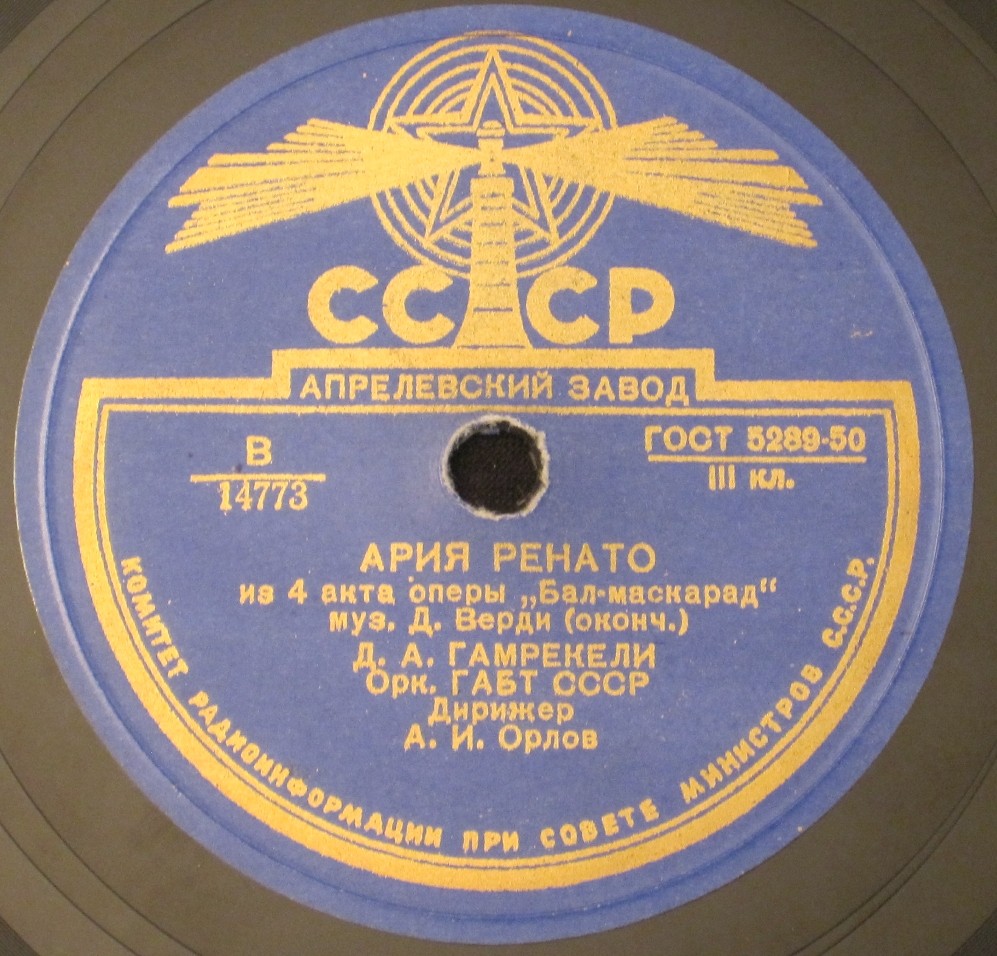 СССР
АПРЕЛЕВСКИЙ ЗАВОД
В
14773
ГОСТ 5289-50
III кл.
АРИЯ РЕНАТО
из 4 акта оперы „Бал-маскарад“
муз. Д. Верди (оконч.)
Д. А. ГАМРЕКЕЛИ
Орк. ГАБТ СССР
Дирижер
А. И. Орлов
КОМИТЕТ РАДИОИНФОРМАЦИИ ПРИ СОВЕТЕ МИНИСТРОВ С.С.С.Р.